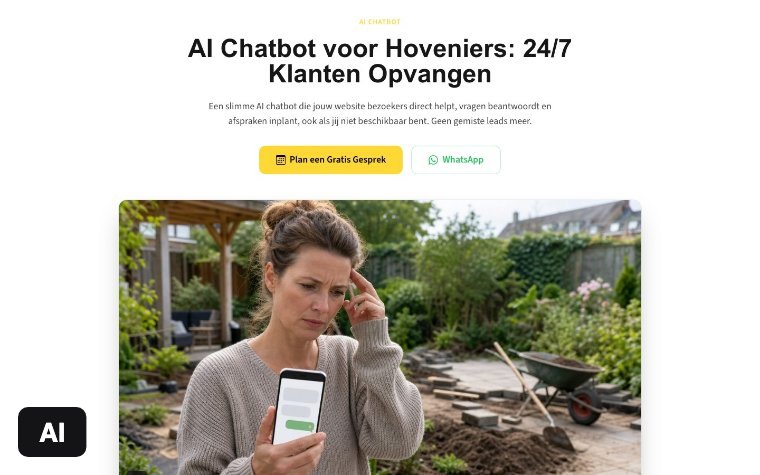 AI CHATBOT
AI Chatbot voor Hoveniers: 24/7
Klanten Opvangen
Een slimme AI chatbot die jouw website bezoekers direct helpt, vragen beantwoordt en
afspraken inplant, ook als jij niet beschikbaar bent. Geen gemiste leads meer.
Plan een Gratis Gesprek
WhatsApp
AI